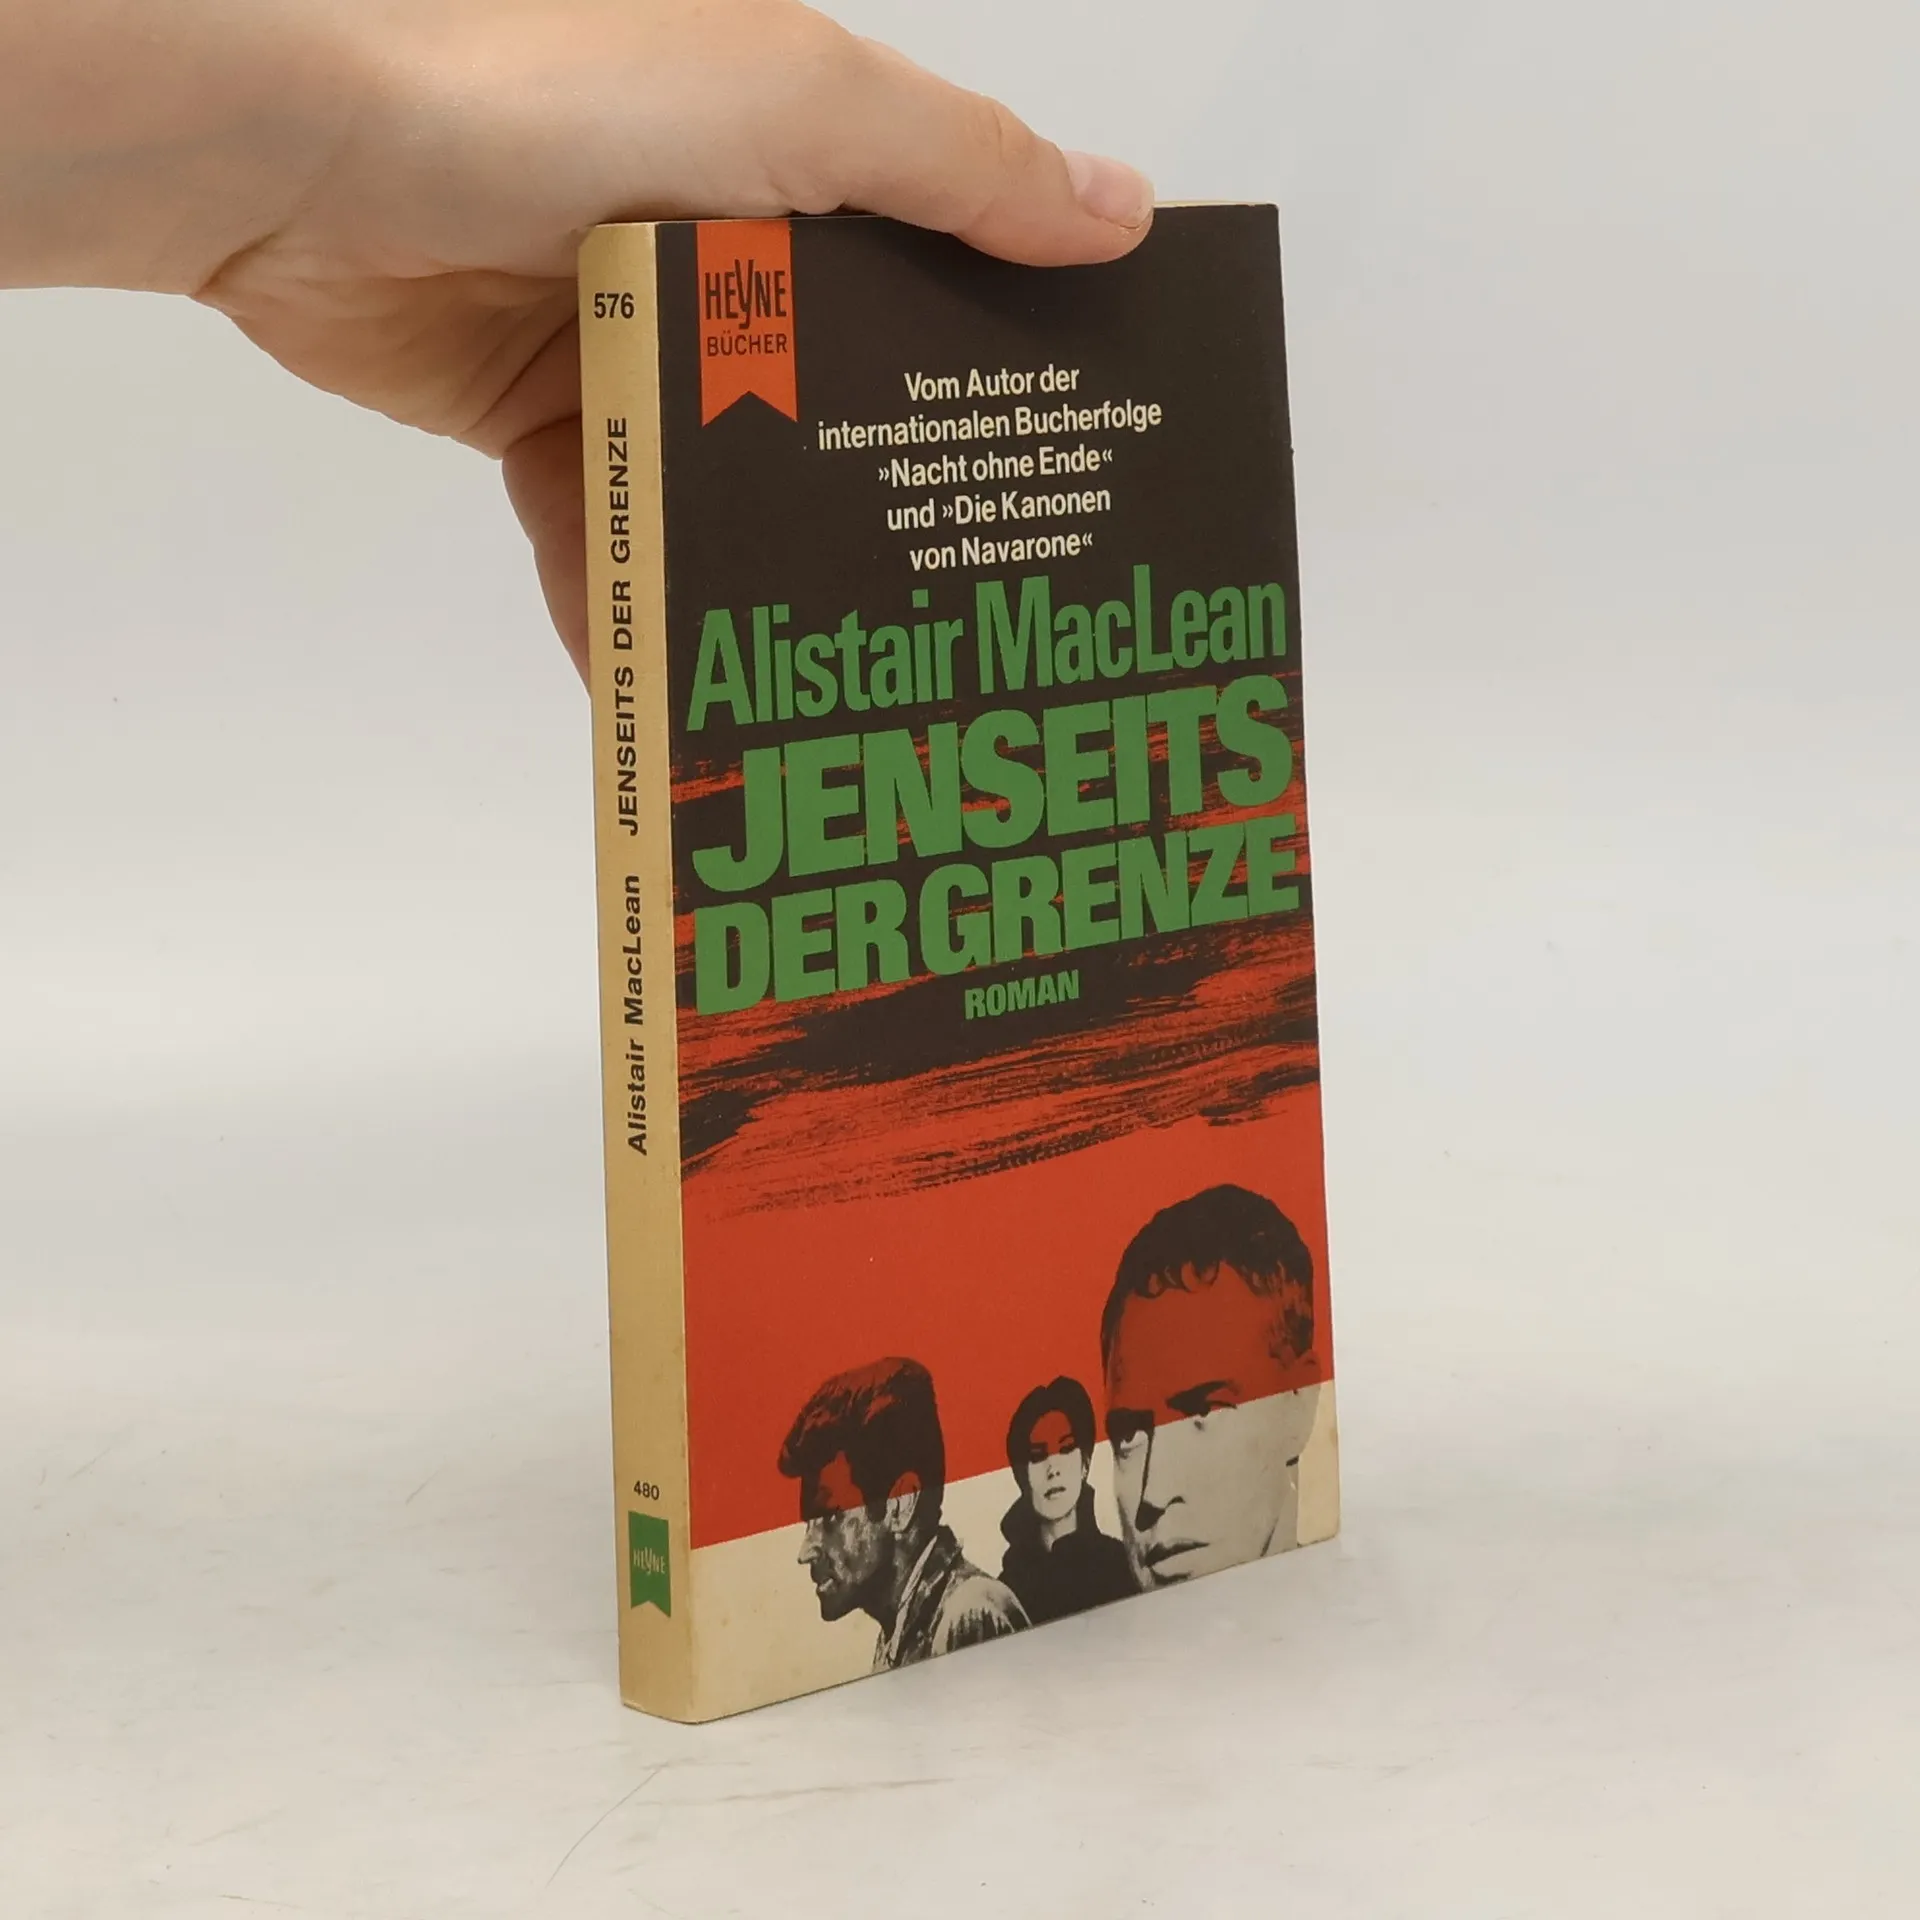 576
Alistair MacLean JENSEITS DER GRENZE
480
HEYNE
HEYNE
BÜCHER
Vom Autor der
internationalen Bucherfolge
»Nacht ohne Ende«
und »Die Kanonen
von Navarone«
Alistair MacLean
JENSEITS
DER GRENZE
ROMAN